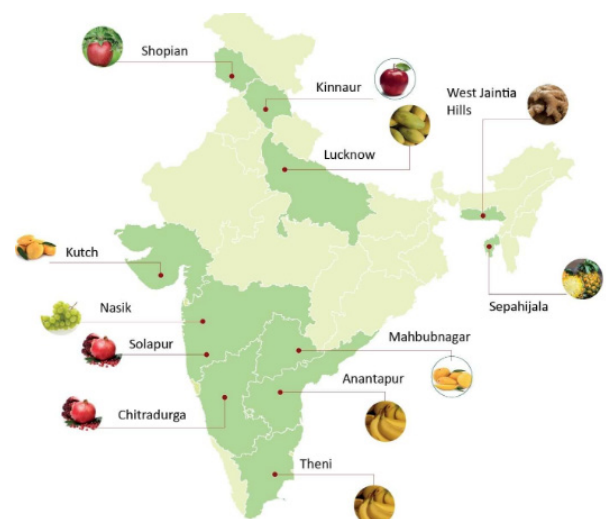 Shopian
Kinnaur
West Jaintia
Hills
Lucknow
Kutch
Sepahijala
Nasik
Solapur
Mahbubnagar
Anantapur
Chitradurga
Theni